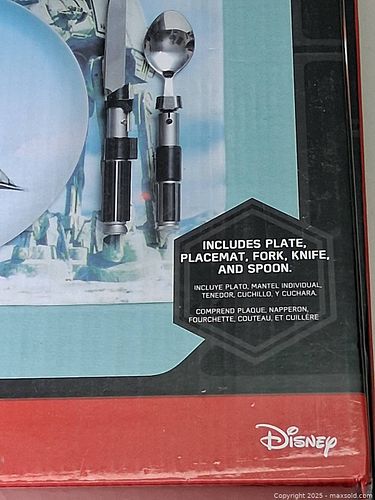 INCLUDES PLATE,
PLACEMAT, FORK, KNIFE,
AND SPOON.
INCLUYE PLATO, MANTEL INDIVIDUAL,
TENEDOR, CUCHILLO, Y CUCHARA.
COMPREND PLAQUE, NAPPERON,
FOURCHETTE, COUTEAU, ET CUILLÈRE
Disney
Copyright 2025 - maxsold.com